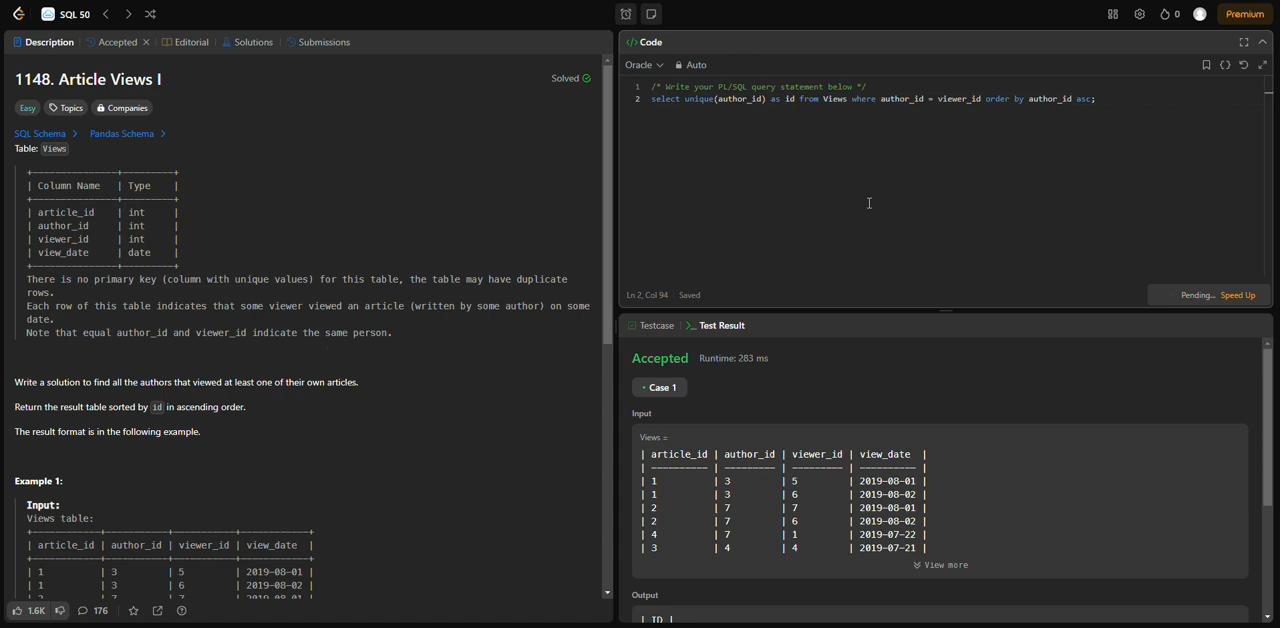 SQL 50
0
Premium
Description
Accepted
Editorial
Solutions
Submissions
1148. Article Views I
Solved
Easy
Topics
Companies
SQL Schema
Pandas Schema
Table: Views
| Column Name | Type |
| article_id | int |
| author_id | int |
| viewer_id | int |
| view_date | date |
There is no primary key (column with unique values) for this table, the table may have duplicate
rows.
Each row of this table indicates that some viewer viewed an article (written by some author) on some
date.
Note that equal author_id and viewer_id indicate the same person.
Write a solution to find all the authors that viewed at least one of their own articles.
Return the result table sorted by id in ascending order.
The result format is in the following example.
Example 1:
Input:
Views table:
| article_id | author_id | viewer_id | view_date |
| 1 | 3 | 5 | 2019-08-01 |
| 1 | 3 | 6 | 2019-08-02 |
| 2 | 7 | 7 | 2019-08-01 |
1.6K
176
</> Code
Oracle
Auto
1 /* Write your PL/SQL query statement below */
2 select unique(author_id) as id from Views where author_id = viewer_id order by author_id asc;
Ln 2, Col 94
Saved
Pending...
Speed Up
Testcase
>_ Test Result
Accepted
Runtime: 283 ms
• Case 1
Input
Views =
| article_id | author_id | viewer_id | view_date |
| ---------- | --------- | --------- | ---------- |
| 1 | 3 | 5 | 2019-08-01 |
| 1 | 3 | 6 | 2019-08-02 |
| 2 | 7 | 7 | 2019-08-01 |
| 2 | 7 | 6 | 2019-08-02 |
| 4 | 7 | 1 | 2019-07-22 |
| 3 | 4 | 4 | 2019-07-21 |
View more
Output
| ID |